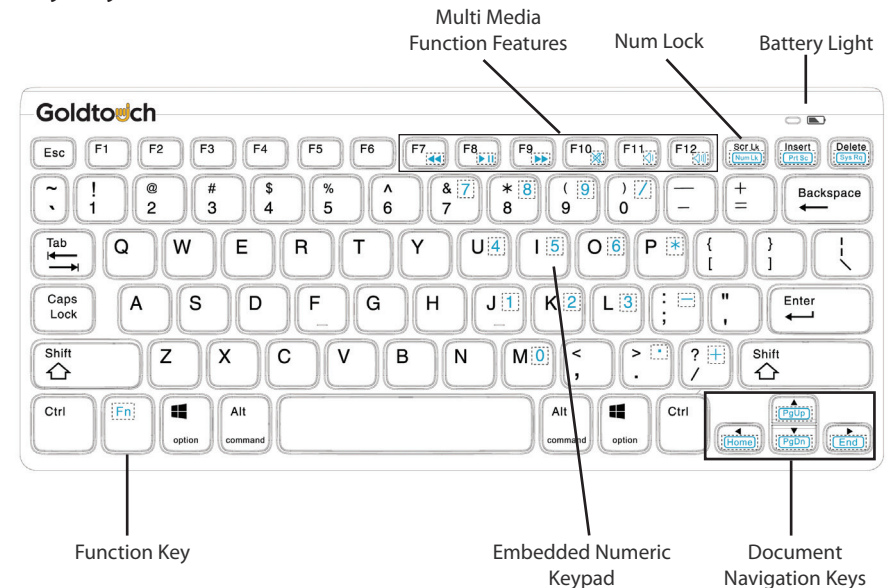 Multi Media
Function Features
Num Lock
Battery Light
Goldtouch
Esc F1 F2 F3 F4 F5 F6 F7 F8 F9 F10 F11 F12 Scr Lk Num Lk Insert Prt Sc Delete Sys Rq
~ ` ! 1 @ 2 # 3 $ 4 % 5 ^ 6 & 7 7 * 8 8 ( 9 9 ) 0 / — – + = Backspace
Tab Q W E R T Y U 4 I 5 O 6 P * { [ } ] ¦ \
Caps Lock A S D F G H J 1 K 2 L 3 : ; – " ' Enter
Shift Z X C V B N M 0 < , > . . ? / + Shift
Ctrl Fn option Alt command Alt command option Ctrl Home PgUp PgDn End
Function Key
Embedded Numeric
Keypad
Document
Navigation Keys